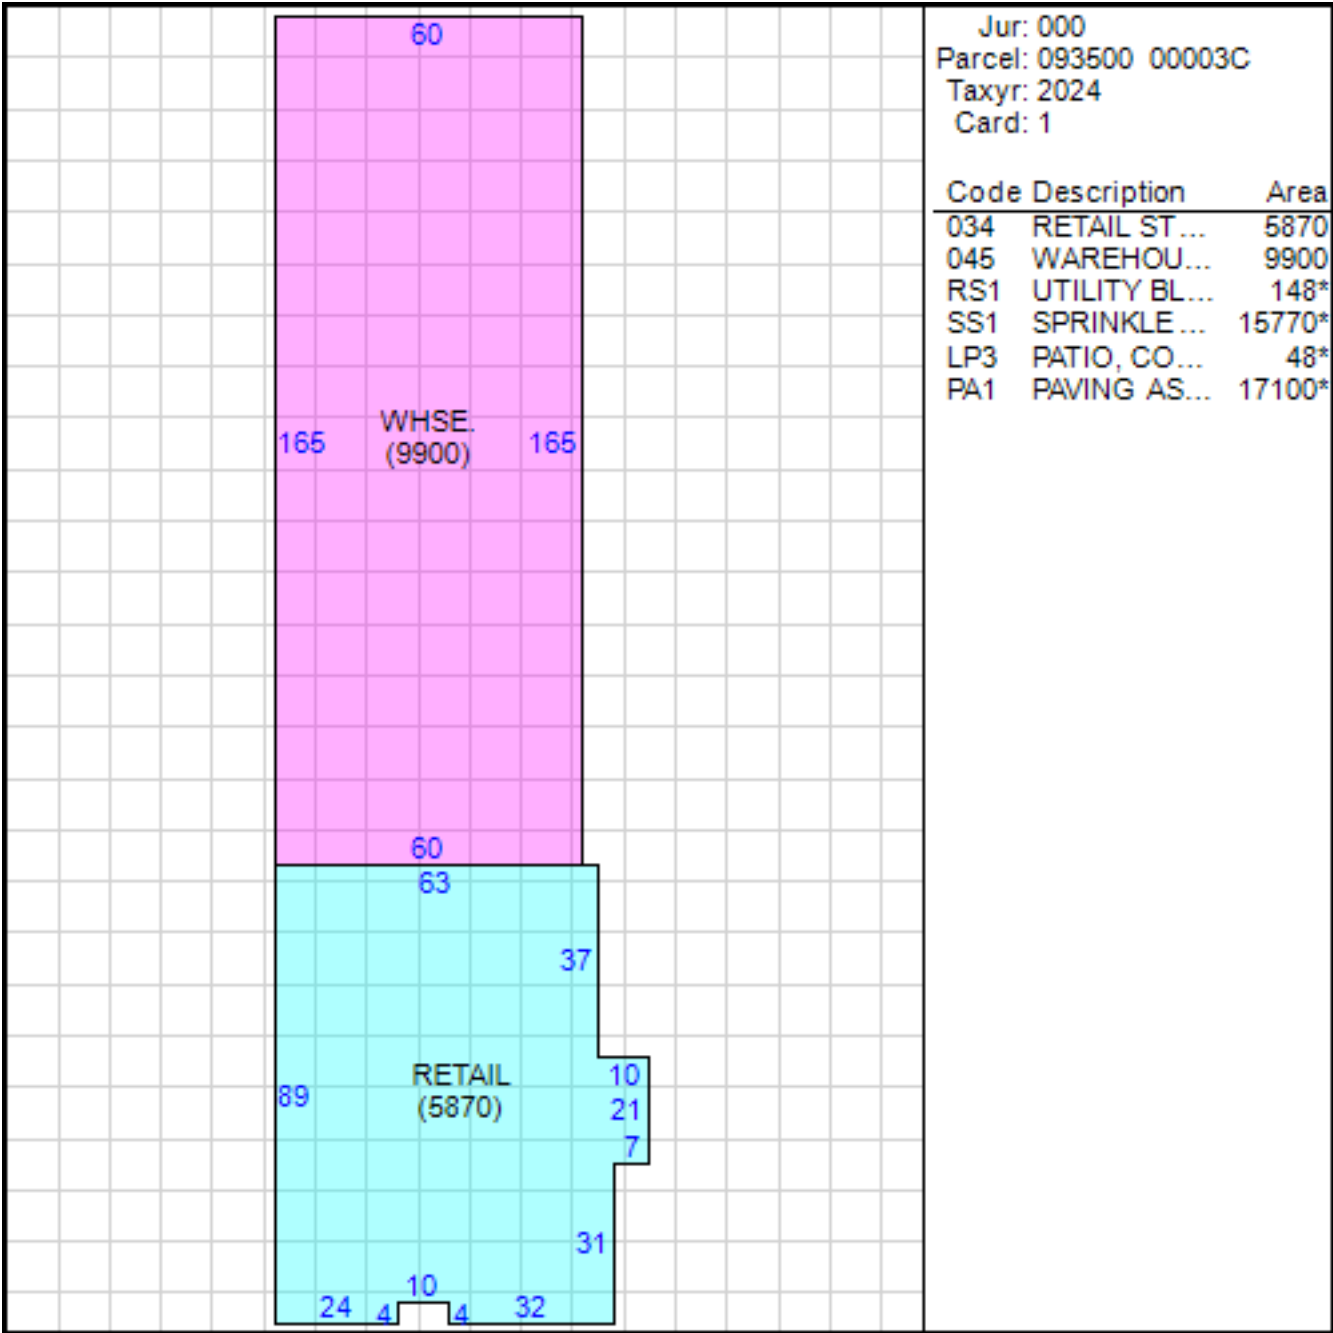 Jur: 000
Parcel: 093500 00003C
Taxyr: 2024
Card: 1
Code Description Area
034 RETAIL ST... 5870
045 WAREHOU... 9900
RS1 UTILITY BL... 148*
SS1 SPRINKLE... 15770*
LP3 PATIO, CO... 48*
PA1 PAVING AS... 17100*
60
WHSE.
165 (9900) 165
60
63
37
RETAIL
(5870)
89
10
21
7
31
10
24 4 4 32